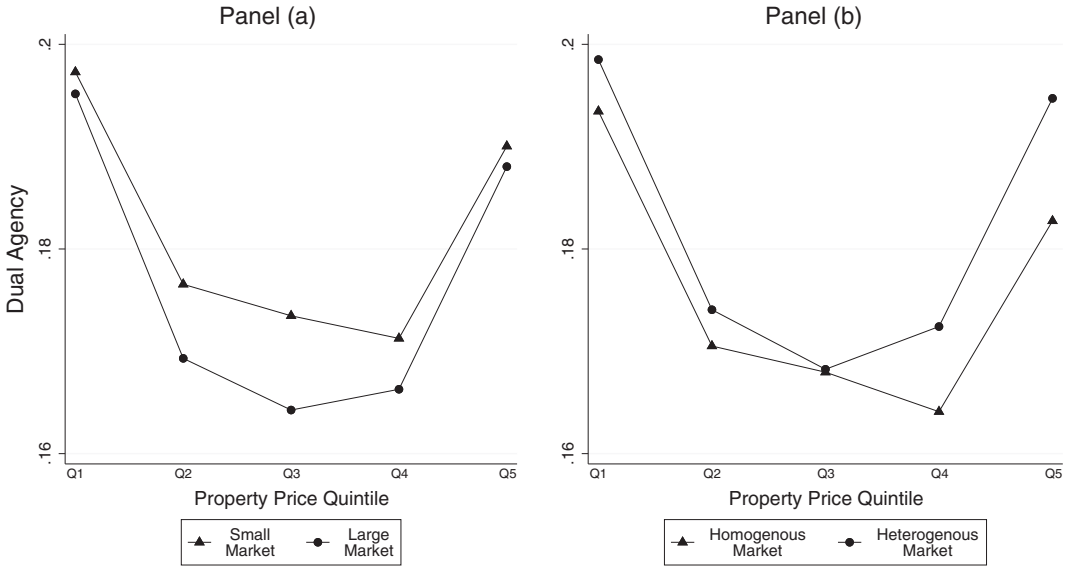 Panel (a)
Dual Agency
.2
.18
.16
Q1 Q2 Q3 Q4 Q5
Property Price Quintile
Small Market
Large Market
Panel (b)
.2
.18
.16
Q1 Q2 Q3 Q4 Q5
Property Price Quintile
Homogenous Market
Heterogenous Market